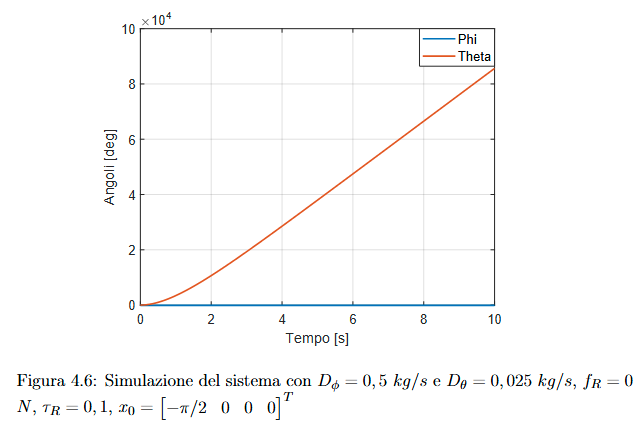 ×10⁴
10
8
6
4
2
0
Angoli [deg]
Phi
Theta
0 2 4 6 8 10
Tempo [s]
Figura 4.6: Simulazione del sistema con D_ϕ = 0, 5 kg/s e D_θ = 0, 025 kg/s, f_R = 0
N, τ_R = 0, 1, x_0 = [−π/2 0 0 0]^T